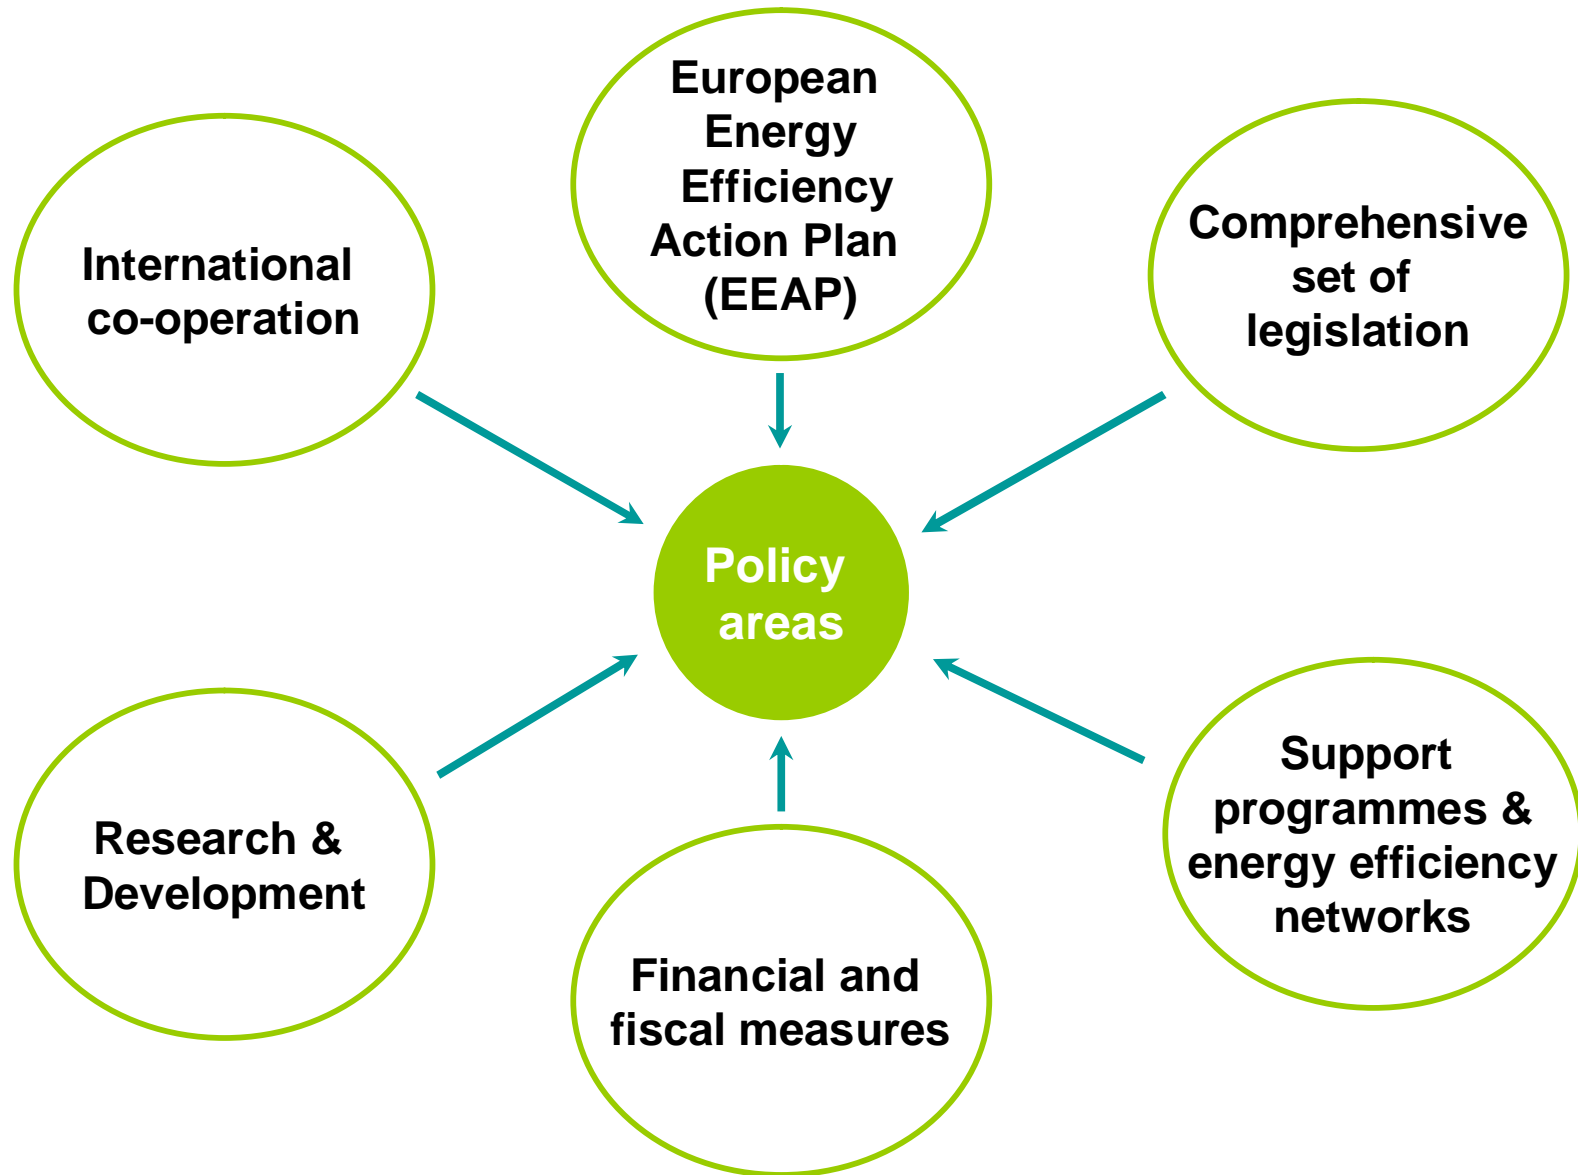 European
Energy
Efficiency
Action Plan
(EEAP)
International
co-operation
Comprehensive
set of
legislation
Policy
areas
Research &
Development
Support
programmes &
energy efficiency
networks
Financial and
fiscal measures